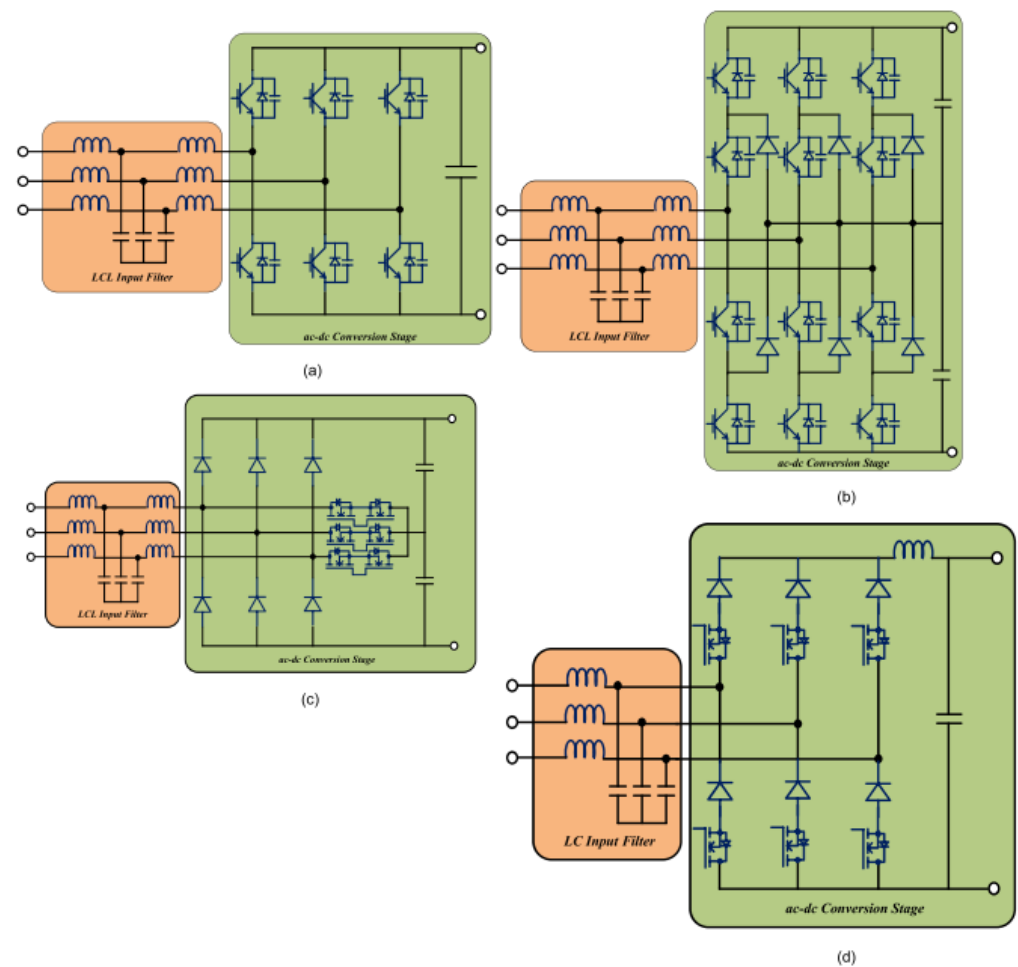 LCL Input Filter
ac-dc Conversion Stage
(a)
LCL Input Filter
ac-dc Conversion Stage
(b)
LCL Input Filter
ac-dc Conversion Stage
(c)
LC Input Filter
ac-dc Conversion Stage
(d)